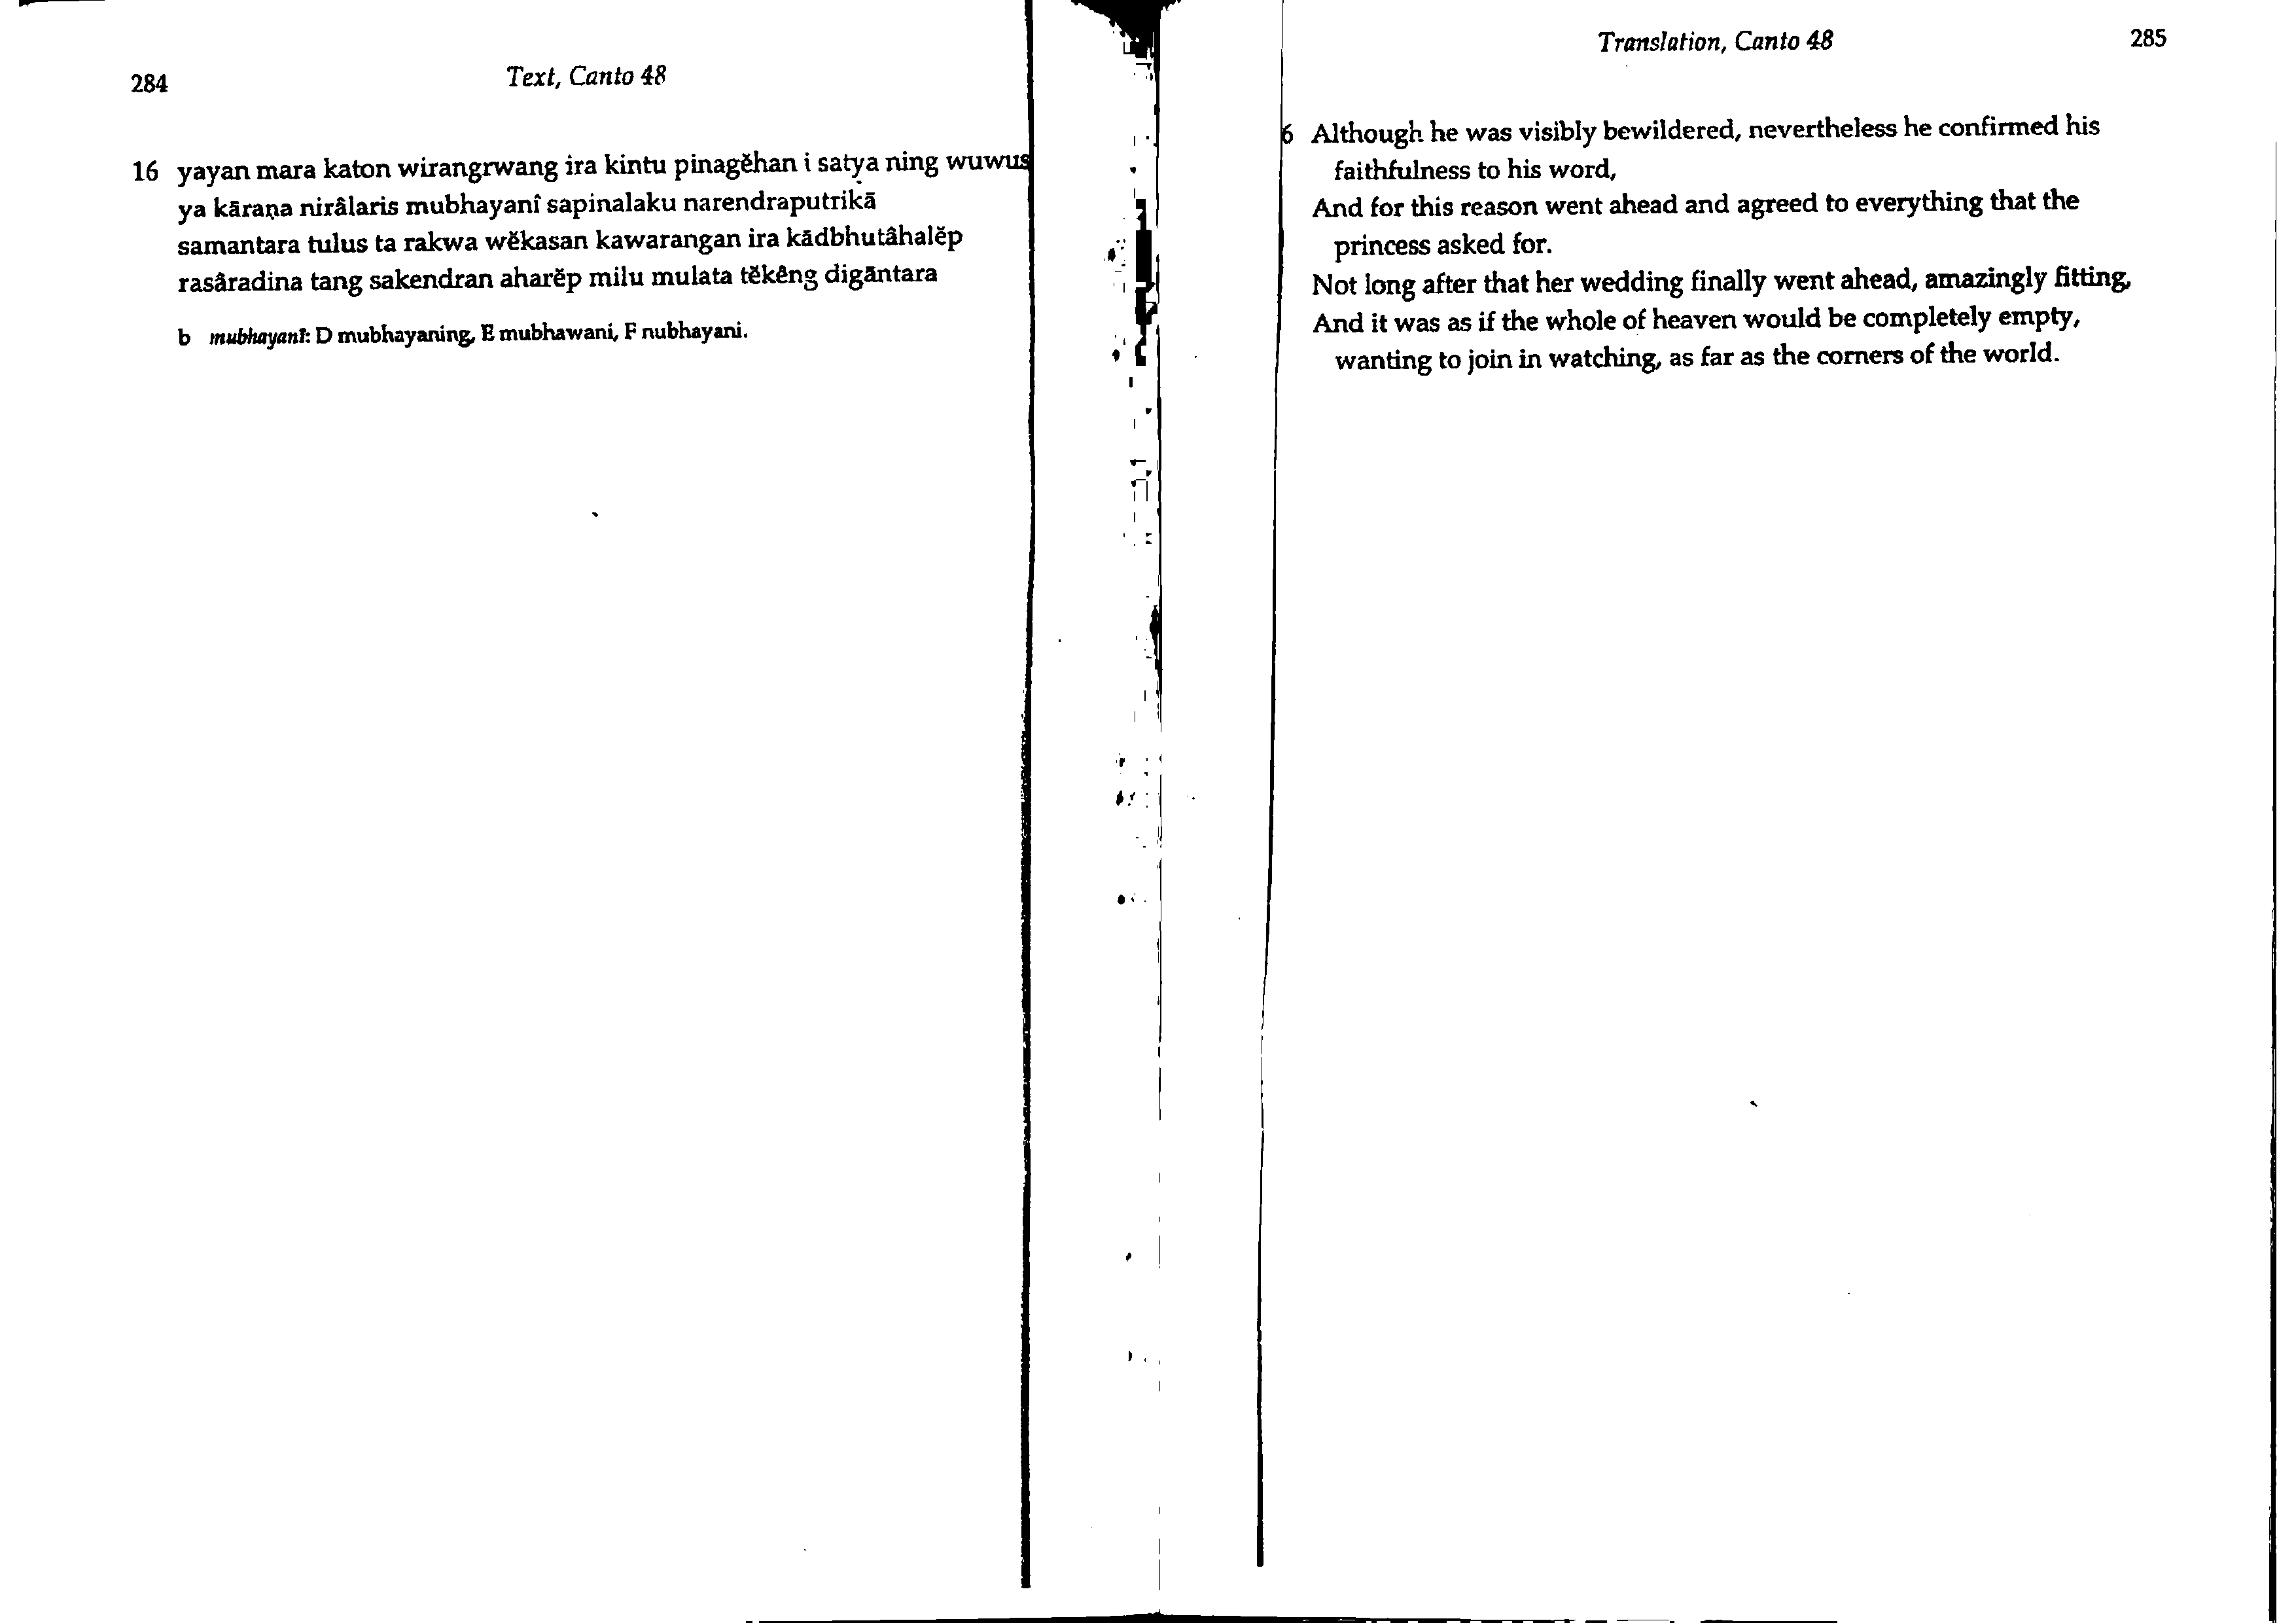 284
Text, Canto 48
16 yayan mara katon wirangrwang ira kintu pinagěhan i satya ning wuwus
ya kāraṇa nirâlaris mubhayanî sapinalaku narendraputrikā
samantara tulus ta rakwa wěkasan kawarangan ira kādbhutâhalěp
rasâradina tang sakendran aharěp milu mulata těkêng digāntara
b mubhayanî: D mubhayaning, E mubhawani, F nubhayani.
Translation, Canto 48
285
6 Although he was visibly bewildered, nevertheless he confirmed his
faithfulness to his word,
And for this reason went ahead and agreed to everything that the
princess asked for.
Not long after that her wedding finally went ahead, amazingly fitting,
And it was as if the whole of heaven would be completely empty,
wanting to join in watching, as far as the corners of the world.